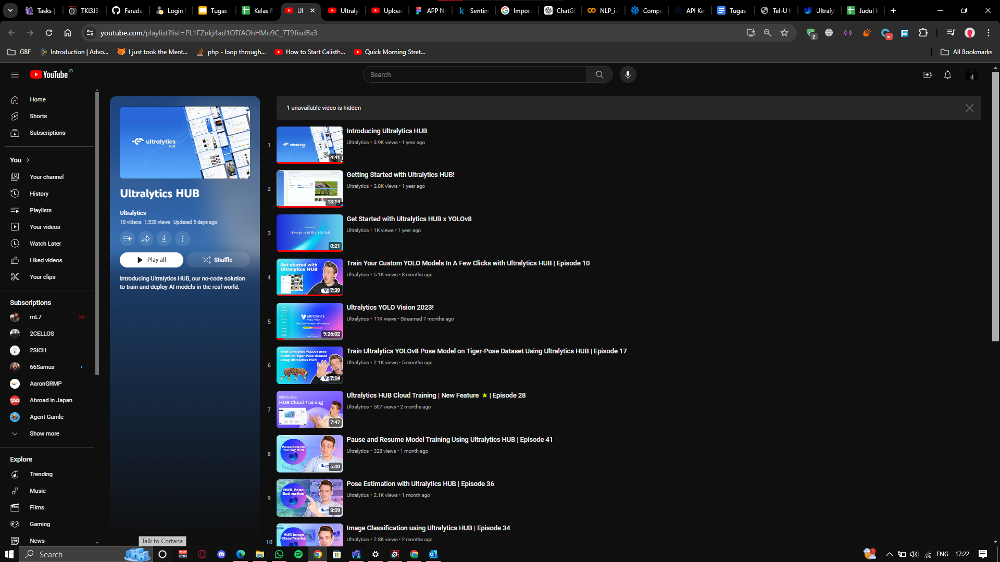 Tasks |
TKI3J3
Farada
Login
Tugas
Kelas R
Ul
Ultraly
Uploa
APP N
Sentim
Import
ChatG
NLP_i-
Compu
API Ke
Tugas
Tel-U K
Ultraly
Judul K
youtube.com/playlist?list=PL1FZnkj4ad1OTfAOhHMo9C_7T9JisdBx3
2
GBF
Introduction | Advo...
I just took the Ment...
php - loop through...
How to Start Calisth...
Quick Morning Stret...
All Bookmarks
YouTube ID
Search
Home
Shorts
Subscriptions
You
Your channel
History
Playlists
Your videos
Watch Later
Liked videos
Your clips
Subscriptions
mL7
2CELLOS
2SICH
66Samus
AaronGRMP
Abroad in Japan
Agent Gumle
Show more
Explore
Trending
Music
Films
Gaming
News
ultralytics
HUB
Ultralytics HUB
Ultralytics
18 videos 1,530 views Updated 5 days ago
Play all
Shuffle
Introducing Ultralytics HUB, our no-code solution
to train and deploy AI models in the real world.
1 unavailable video is hidden
1
ultralytics
HUB
4:41
Introducing Ultralytics HUB
Ultralytics • 3.9K views • 1 year ago
2
13:14
Getting Started with Ultralytics HUB!
Ultralytics • 2.8K views • 1 year ago
3
Ultralytics HUB x YOLOv8
0:21
Get Started with Ultralytics HUB x YOLOv8
Ultralytics • 1K views • 1 year ago
4
Get started with
Ultralytics HUB
7:39
Train Your Custom YOLO Models In A Few Clicks with Ultralytics HUB | Episode 10
Ultralytics • 5.1K views • 8 months ago
5
ultralytics
YOLO Vision
The New Frontier of Vision AI
9:26:02
Ultralytics YOLO Vision 2023!
Ultralytics • 11K views • Streamed 7 months ago
6
Train Ultralytics YOLOv8 pose
model on Tiger-Pose dataset
using Ultralytics HUB
7:14
Train Ultralytics YOLOv8 Pose Model on Tiger-Pose Dataset Using Ultralytics HUB | Episode 17
Ultralytics • 2.1K views • 5 months ago
7
Introducing
HUB Cloud Training
7:47
Ultralytics HUB Cloud Training | New Feature ⭐ | Episode 28
Ultralytics • 507 views • 2 months ago
8
Pause/Resume
Training HUB
5:00
Pause and Resume Model Training Using Ultralytics HUB | Episode 41
Ultralytics • 328 views • 1 month ago
9
HUB Pose
Estimation
8:09
Pose Estimation with Ultralytics HUB | Episode 36
Ultralytics • 2.1K views • 1 month ago
10
HUB Image
Classification
Image Classification using Ultralytics HUB | Episode 34
Ultralytics • 2.8K views • 2 months ago
Talk to Cortana
Search
1
ENG
17:22